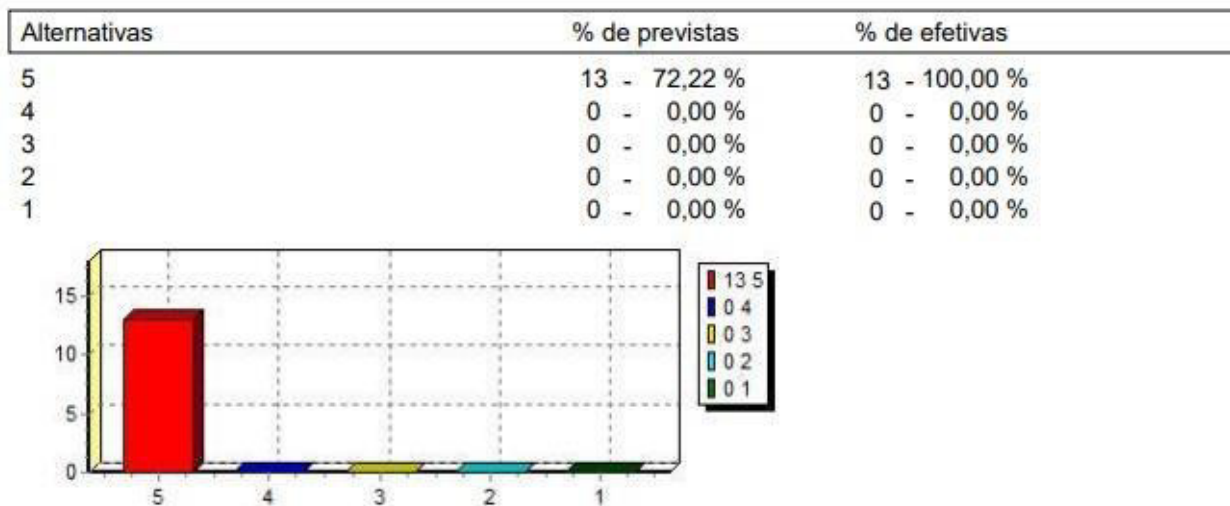 Alternativas % de previstas % de efetivas
5 13 - 72,22 % 13 - 100,00 %
4 0 - 0,00 % 0 - 0,00 %
3 0 - 0,00 % 0 - 0,00 %
2 0 - 0,00 % 0 - 0,00 %
1 0 - 0,00 % 0 - 0,00 %
15
10
5
0
5 4 3 2 1
13 5
0 4
0 3
0 2
0 1